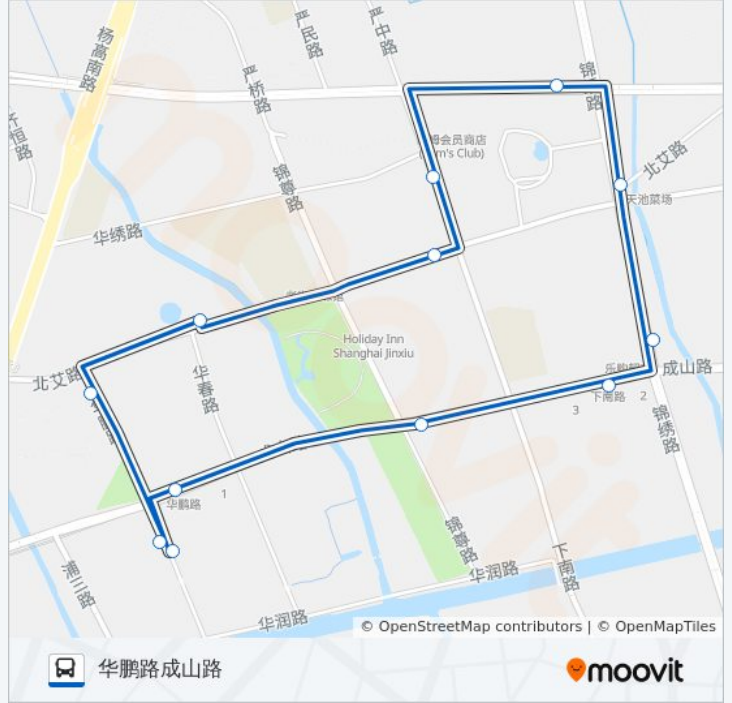 杨高南路
严民路
严中路
严桥路
锦尊路
北艾路
天池菜场
会员商店
华绣路
Holiday Inn
Shanghai Jinxiu
北艾路
华春路
成山路
下南路
3
2
锦绣路
1
华鹏路
浦三路
锦尊路
华润路
下南路
华润路
© OpenStreetMap contributors | © OpenMapTiles
华鹏路成山路
moovit